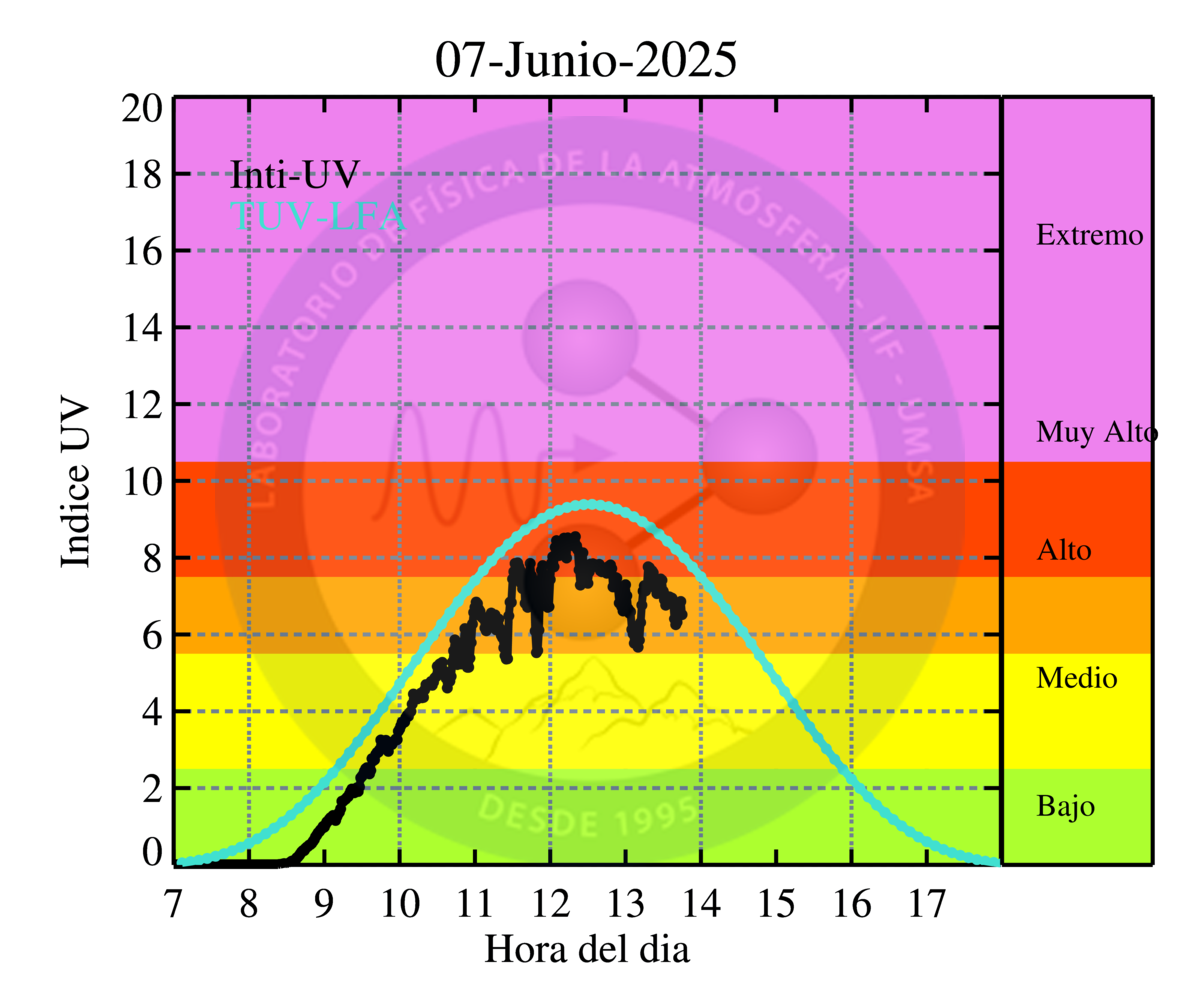 07-Junio-2025
20
18
16
14
12
10
8
6
4
2
0
Indice UV
Inti-UV
TUV-LFA
LABORATORIO DE FÍSICA DE LA ATMÓSFERA - IIF - UMSA
DESDE 1995
Extremo
Muy Alto
Alto
Medio
Bajo
7 8 9 10 11 12 13 14 15 16 17
Hora del dia